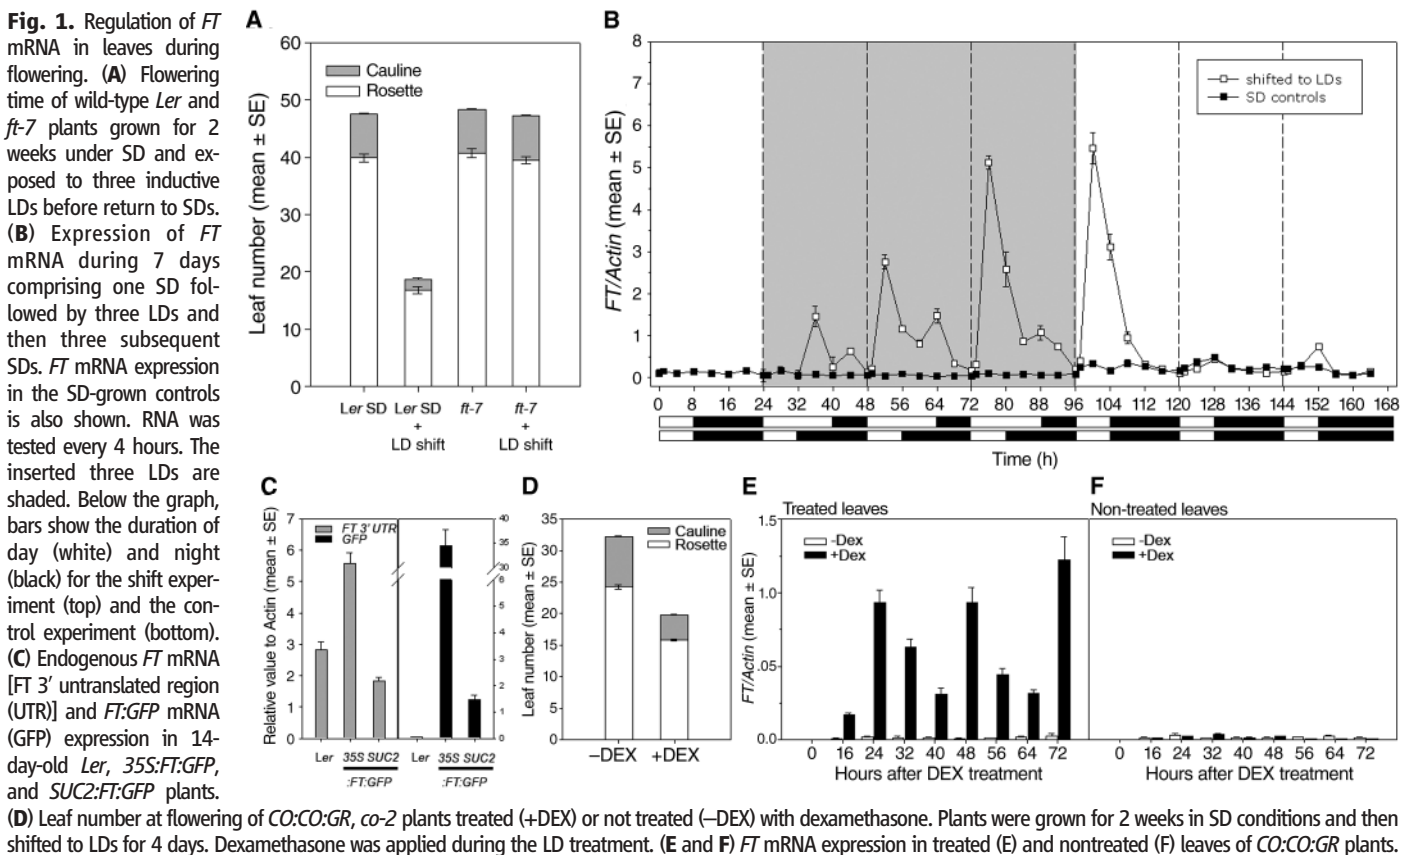 Fig. 1. Regulation of FT
mRNA in leaves during
flowering. (A) Flowering
time of wild-type Ler and
ft-7 plants grown for 2
weeks under SD and ex-
posed to three inductive
LDs before return to SDs.
(B) Expression of FT
mRNA during 7 days
comprising one SD fol-
lowed by three LDs and
then three subsequent
SDs. FT mRNA expression
in the SD-grown controls
is also shown. RNA was
tested every 4 hours. The
inserted three LDs are
shaded. Below the graph,
bars show the duration of
day (white) and night
(black) for the shift exper-
iment (top) and the con-
trol experiment (bottom).
(C) Endogenous FT mRNA
[FT 3′ untranslated region
(UTR)] and FT:GFP mRNA
(GFP) expression in 14-
day-old Ler, 35S:FT:GFP,
and SUC2:FT:GFP plants.
(D) Leaf number at flowering of CO:CO:GR, co-2 plants treated (+DEX) or not treated (–DEX) with dexamethasone. Plants were grown for 2 weeks in SD conditions and then
shifted to LDs for 4 days. Dexamethasone was applied during the LD treatment. (E and F) FT mRNA expression in treated (E) and nontreated (F) leaves of CO:CO:GR plants.
A
Leaf number (mean ± SE)
60
50
40
30
20
10
0
Cauline
Rosette
Ler SD
Ler SD
+
LD shift
ft-7
ft-7
+
LD shift
B
FT/Actin (mean ± SE)
8
7
6
5
4
3
2
1
0
shifted to LDs
SD controls
0 8 16 24 32 40 48 56 64 72 80 88 96 104 112 120 128 136 144 152 160 168
Time (h)
C
Relative value to Actin (mean ± SE)
7
6
5
4
3
2
1
0
FT 3' UTR
GFP
40
35
30
6
5
4
3
2
1
0
Ler 35S SUC2 Ler 35S SUC2
:FT:GFP :FT:GFP
D
Leaf number (mean ± SE)
35
30
25
20
15
10
5
0
Cauline
Rosette
–DEX +DEX
E
Treated leaves
FT/Actin (mean ± SE)
1.5
1.0
.05
0.0
-Dex
+Dex
0 16 24 32 40 48 56 64 72
Hours after DEX treatment
F
Non-treated leaves
-Dex
+Dex
0 16 24 32 40 48 56 64 72
Hours after DEX treatment